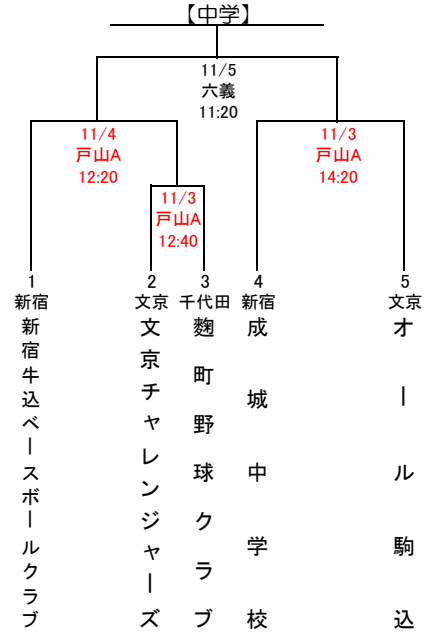 【中学】
11/5
六義
11:20
11/4
戸山A
12:20
11/3
戸山A
14:20
11/3
戸山A
12:40
1
新宿
新宿牛込ベースボールクラブ
2
文京
文京チャレンジャーズ
3
千代田
麴町野球クラブ
4
新宿
成城中学校
5
文京
オール駒込